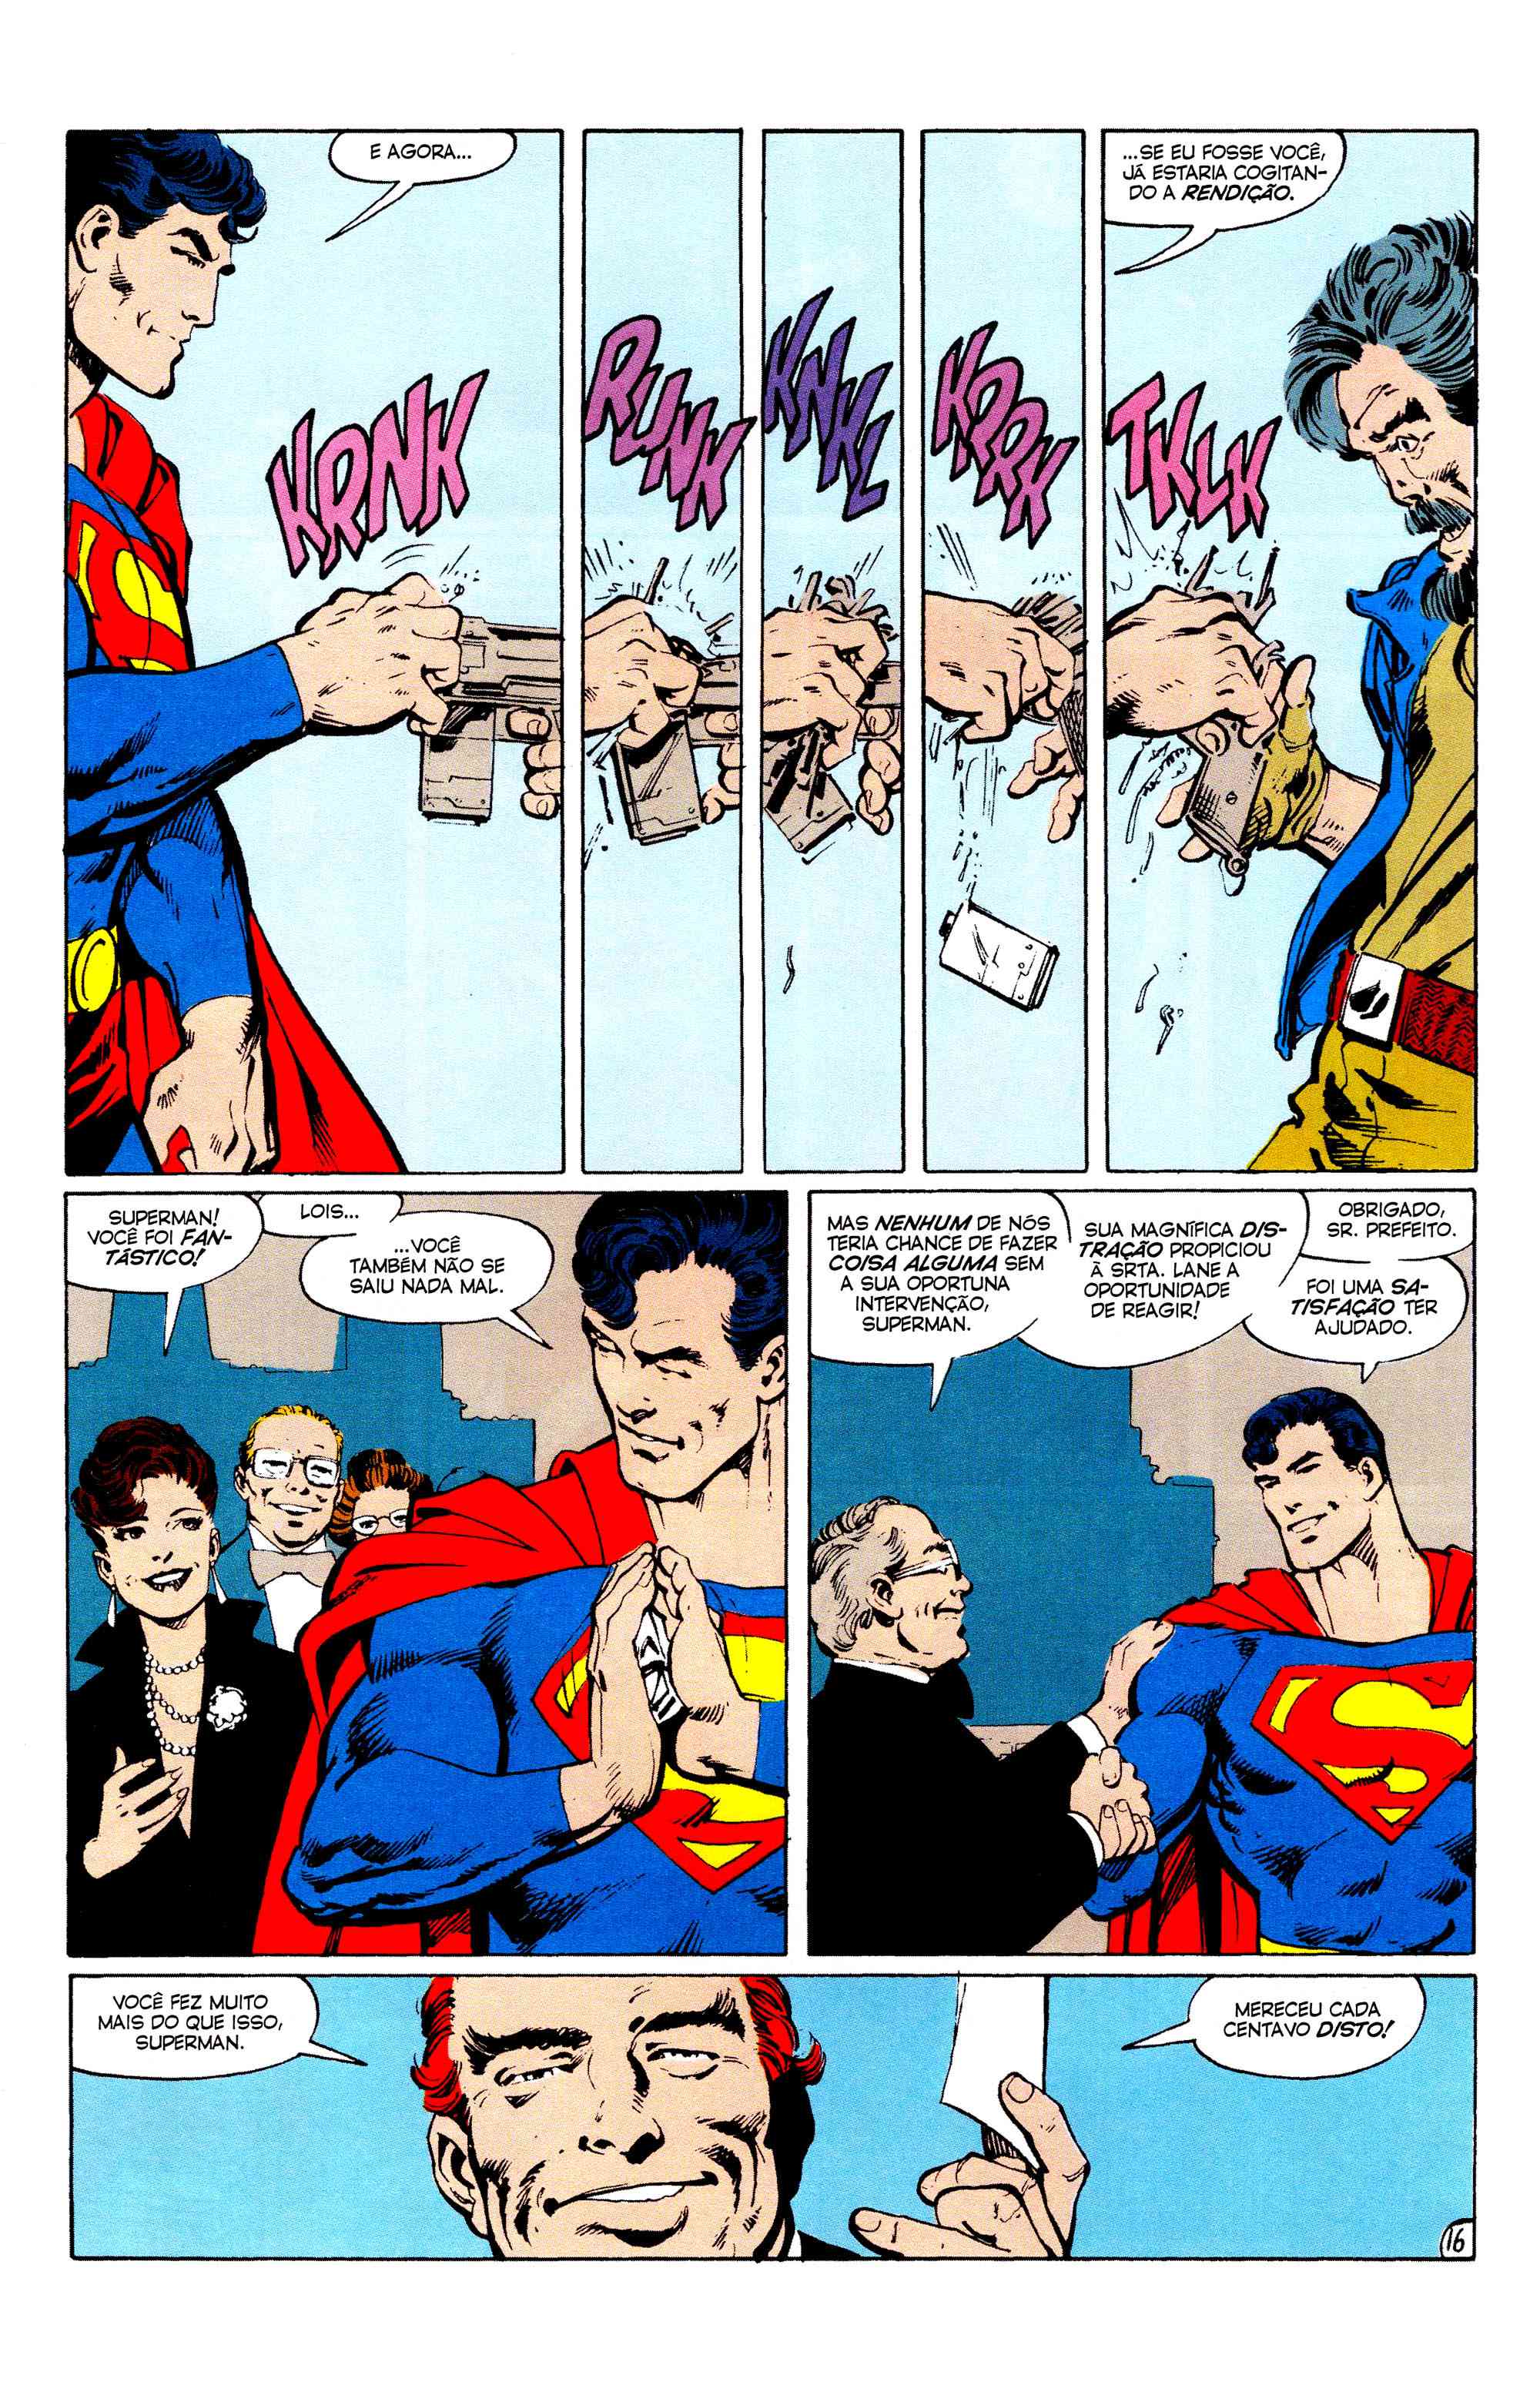 E AGORA...
KRNK
RUNK
KNKL
KRRK
TKLK
...SE EU FOSSE VOCÊ,
JÁ ESTARIA COGITAN-
DO A RENDIÇÃO.
SUPERMAN!
VOCÊ FOI FAN-
TÁSTICO!
LOIS...
...VOCÊ
TAMBÉM NÃO SE
SAIU NADA MAL.
MAS NENHUM DE NÓS
TERIA CHANCE DE FAZER
COISA ALGUMA SEM
A SUA OPORTUNA
INTERVENÇÃO,
SUPERMAN.
SUA MAGNÍFICA DIS-
TRAÇÃO PROPICIOU
À SRTA. LANE A
OPORTUNIDADE
DE REAGIR!
OBRIGADO,
SR. PREFEITO.
FOI UMA SA-
TISFAÇÃO TER
AJUDADO.
S
VOCÊ FEZ MUITO
MAIS DO QUE ISSO,
SUPERMAN.
MERECEU CADA
CENTAVO DISTO!
16